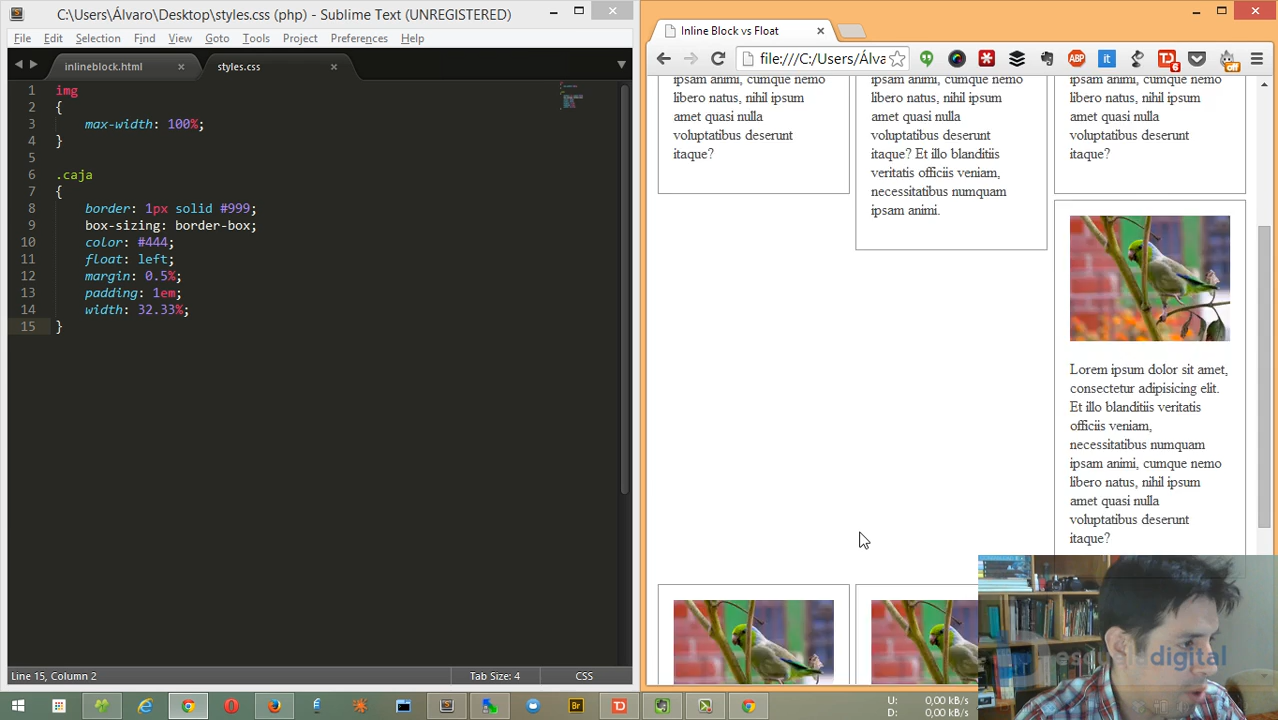 C:\Users\Álvaro\Desktop\styles.css (php) - Sublime Text (UNREGISTERED)
File Edit Selection Find View Goto Tools Project Preferences Help
inlineblock.html
styles.css
1 img
2 {
3 max-width: 100%;
4 }
5
6 .caja
7 {
8 border: 1px solid #999;
9 box-sizing: border-box;
10 color: #444;
11 float: left;
12 margin: 0.5%;
13 padding: 1em;
14 width: 32.33%;
15 }
Line 15, Column 2
Tab Size: 4
CSS
Inline Block vs Float
file:///C:/Users/Álva
ABP
it
6
off
ipsam animi, cumque nemo
libero natus, nihil ipsum
amet quasi nulla
voluptatibus deserunt
itaque?
ipsam animi, cumque nemo
libero natus, nihil ipsum
amet quasi nulla
voluptatibus deserunt
itaque? Et illo blanditiis
veritatis officiis veniam,
necessitatibus numquam
ipsam animi.
ipsam animi, cumque nemo
libero natus, nihil ipsum
amet quasi nulla
voluptatibus deserunt
itaque?
Lorem ipsum dolor sit amet,
consectetur adipisicing elit.
Et illo blanditiis veritatis
officiis veniam,
necessitatibus numquam
ipsam animi, cumque nemo
libero natus, nihil ipsum
amet quasi nulla
voluptatibus deserunt
itaque?
escueladigital
Br
U: 0,00 kB/s
D: 0,00 kB/s